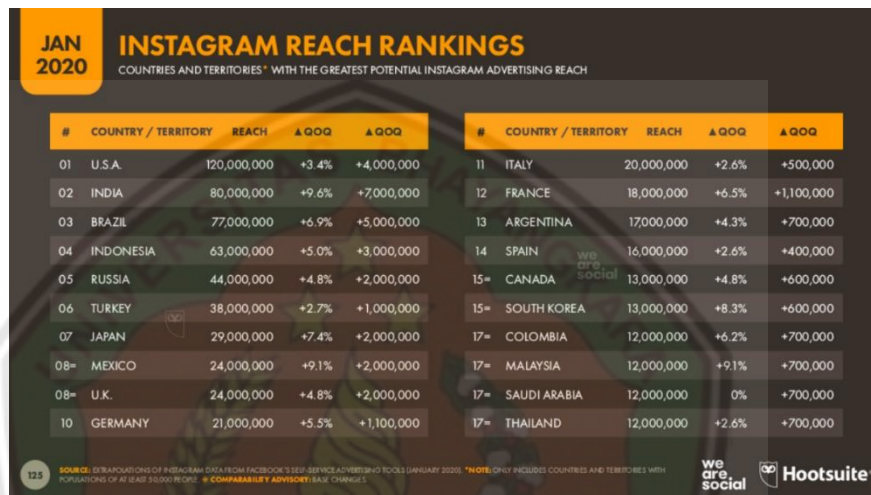 JAN
2020
INSTAGRAM REACH RANKINGS
COUNTRIES AND TERRITORIES* WITH THE GREATEST POTENTIAL INSTAGRAM ADVERTISING REACH
# COUNTRY / TERRITORY REACH ▲QOQ ▲QOQ
01 U.S.A. 120,000,000 +3.4% +4,000,000
02 INDIA 80,000,000 +9.6% +7,000,000
03 BRAZIL 77,000,000 +6.9% +5,000,000
04 INDONESIA 63,000,000 +5.0% +3,000,000
05 RUSSIA 44,000,000 +4.8% +2,000,000
06 TURKEY 38,000,000 +2.7% +1,000,000
07 JAPAN 29,000,000 +7.4% +2,000,000
08= MEXICO 24,000,000 +9.1% +2,000,000
08= U.K. 24,000,000 +4.8% +2,000,000
10 GERMANY 21,000,000 +5.5% +1,100,000
# COUNTRY / TERRITORY REACH ▲QOQ ▲QOQ
11 ITALY 20,000,000 +2.6% +500,000
12 FRANCE 18,000,000 +6.5% +1,100,000
13 ARGENTINA 17,000,000 +4.3% +700,000
14 SPAIN 16,000,000 +2.6% +400,000
15= CANADA 13,000,000 +4.8% +600,000
15= SOUTH KOREA 13,000,000 +8.3% +600,000
17= COLOMBIA 12,000,000 +6.2% +700,000
17= MALAYSIA 12,000,000 +9.1% +700,000
17= SAUDI ARABIA 12,000,000 0% +700,000
17= THAILAND 12,000,000 +2.6% +700,000
we
are.
social
125
SOURCE: EXTRAPOLATIONS OF INSTAGRAM DATA FROM FACEBOOK'S SELF-SERVICE ADVERTISING TOOLS (JANUARY 2020). *NOTE: ONLY INCLUDES COUNTRIES AND TERRITORIES WITH
POPULATIONS OF AT LEAST 50,000 PEOPLE. COMPARABILITY ADVISORY: BASE CHANGES.
we
are.
social
Hootsuite